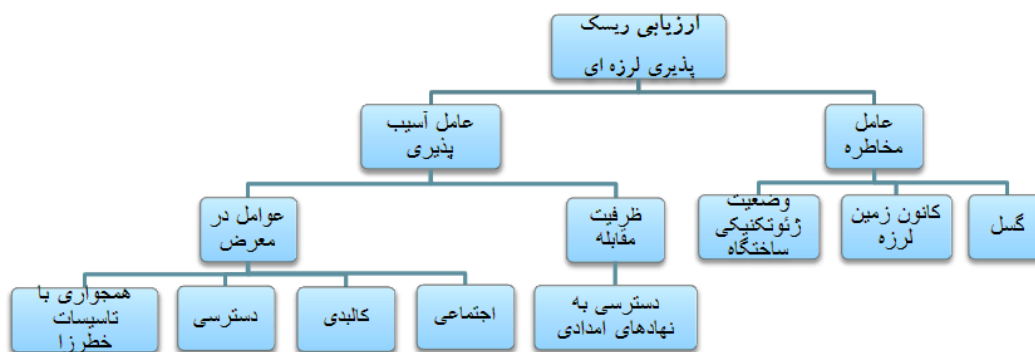 ارزیابی ریسک
پذیری لرزه ای
عامل
مخاطره
عامل آسیب
پذیری
گسل
کانون زمین
لرزه
وضعیت
ژئوتکنیکی
ساختگاه
ظرفیت
مقابله
عوامل در
معرض
دسترسی به
نهادهای امدادی
اجتماعی
کالبدی
دسترسی
همجواری با
تاسیسات
خطرزا